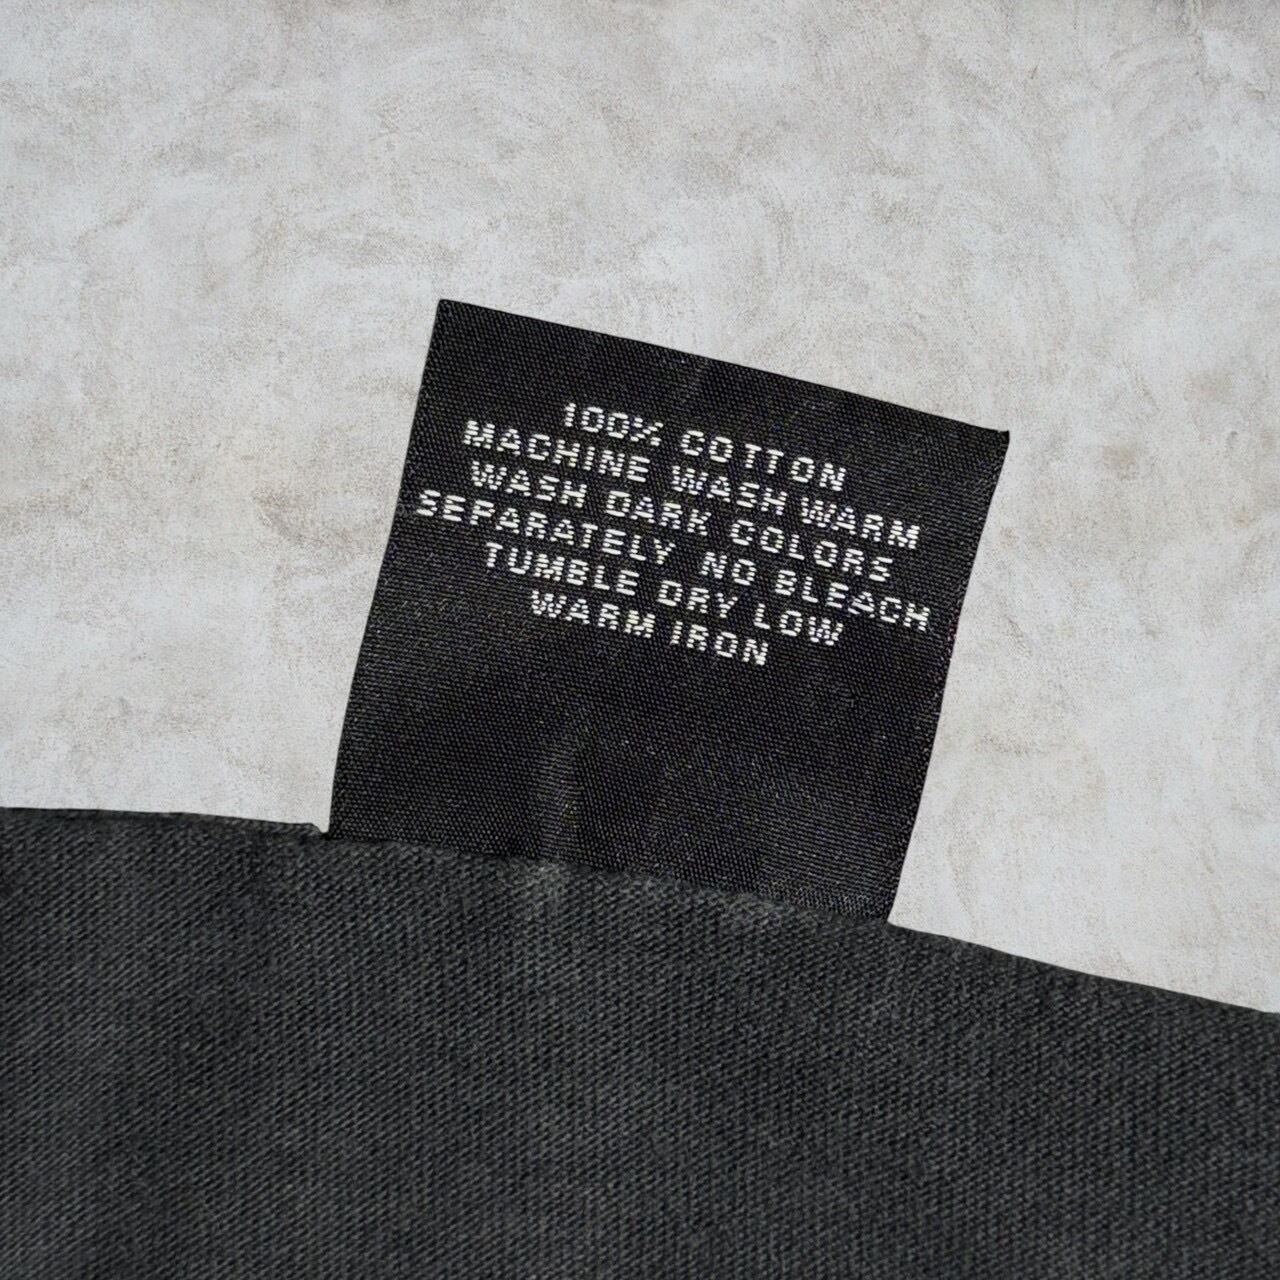 100% COTTON
MACHINE WASH WARM
WASH DARK COLORS
SEPARATELY NO BLEACH
TUMBLE DRY LOW
WARM IRON